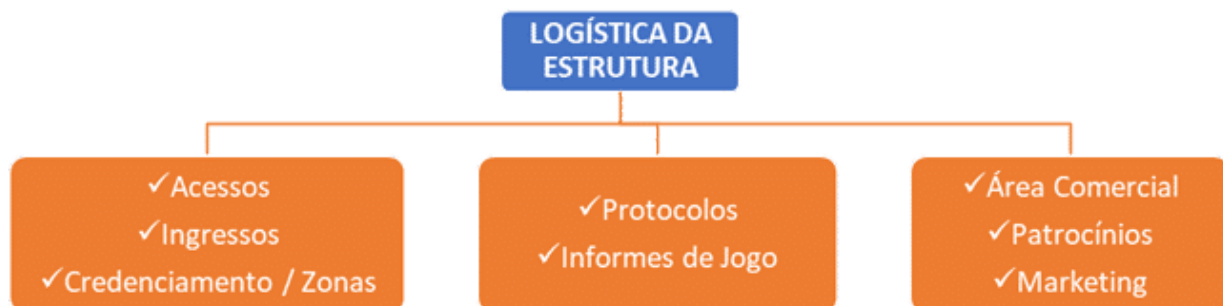 LOGÍSTICA DA
ESTRUTURA
✓Acessos
✓Ingressos
✓Credenciamento / Zonas
✓Protocolos
✓Informes de Jogo
✓Área Comercial
✓Patrocínios
✓Marketing